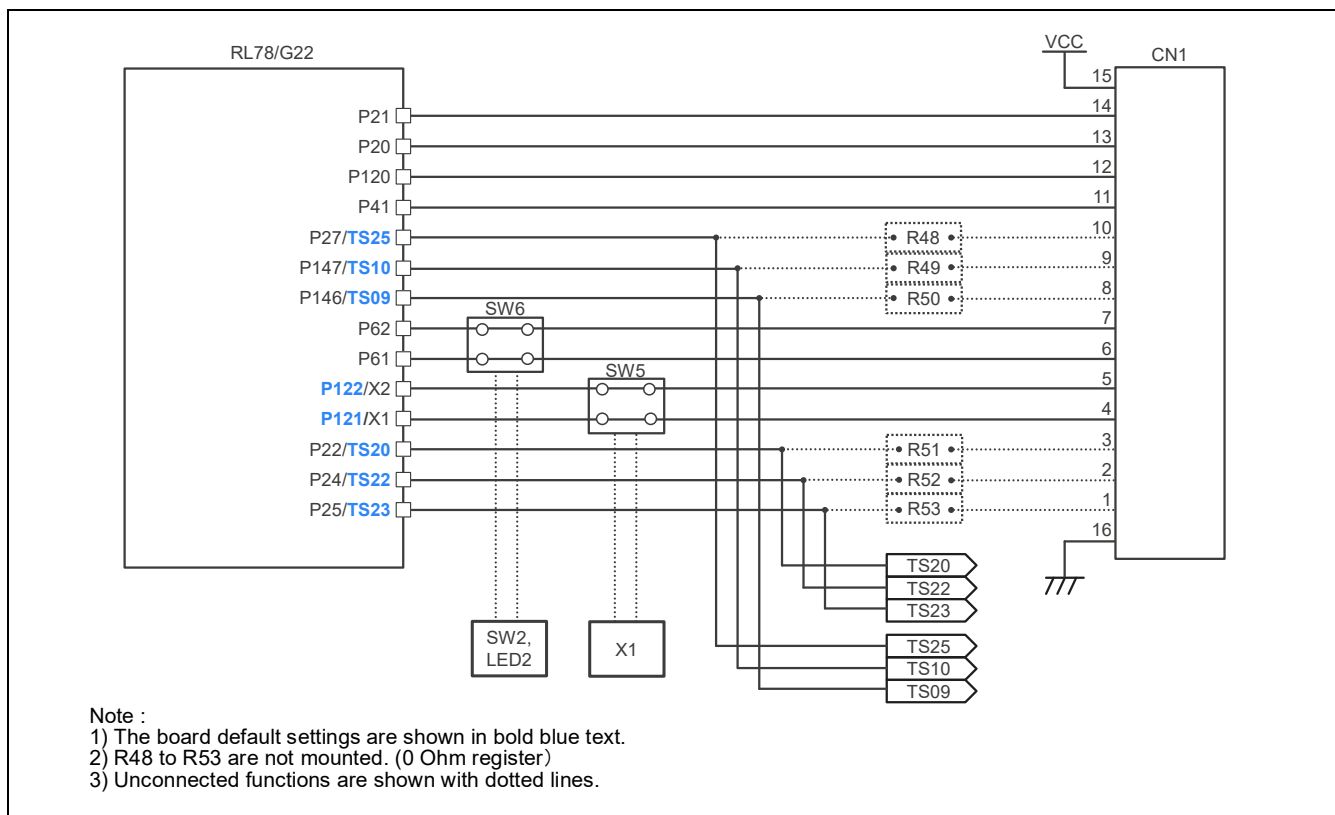 RL78/G22
VCC
CN1
15
P21
14
P20
13
P120
12
P41
11
P27/TS25
R48
10
P147/TS10
R49
9
P146/TS09
R50
8
SW6
P62
7
P61
6
SW5
P122/X2
5
P121/X1
4
P22/TS20
R51
3
P24/TS22
R52
2
P25/TS23
R53
1
16
TS20
TS22
TS23
SW2,
LED2
X1
TS25
TS10
TS09
Note :
1) The board default settings are shown in bold blue text.
2) R48 to R53 are not mounted. (0 Ohm register）
3) Unconnected functions are shown with dotted lines.